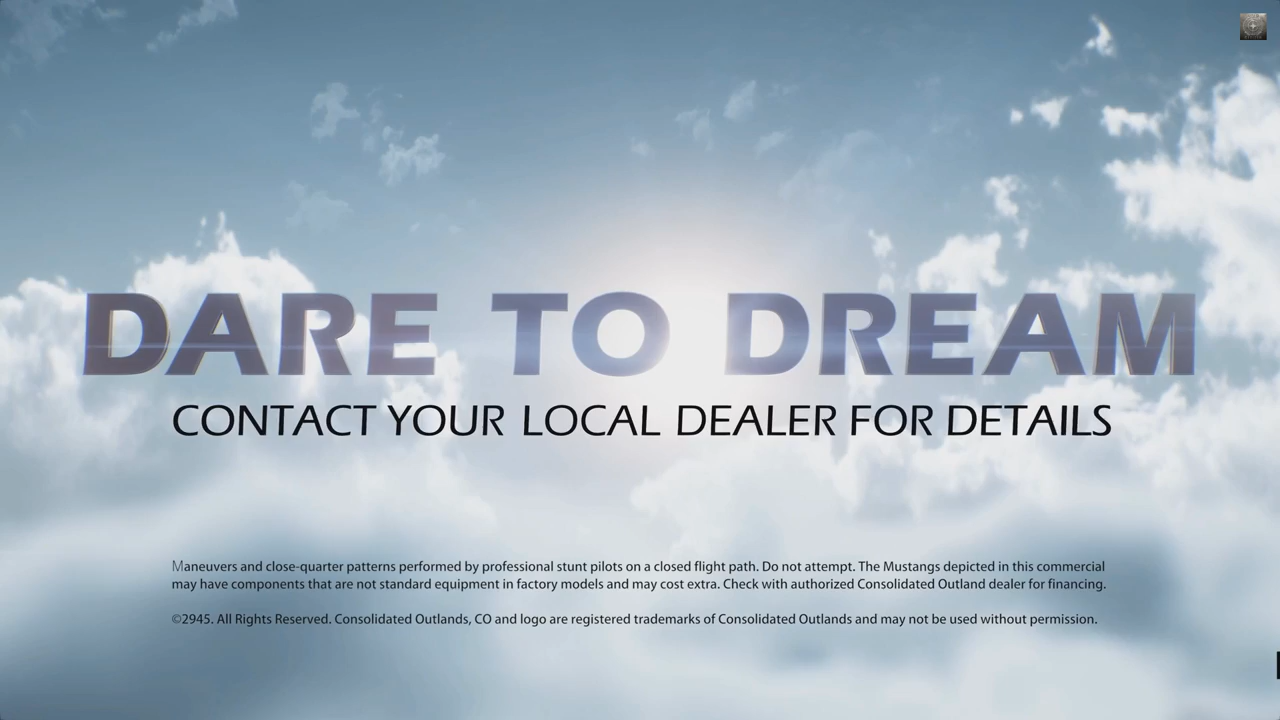 DARE TO DREAM
CONTACT YOUR LOCAL DEALER FOR DETAILS
Maneuvers and close-quarter patterns performed by professional stunt pilots on a closed flight path. Do not attempt. The Mustangs depicted in this commercial
may have components that are not standard equipment in factory models and may cost extra. Check with authorized Consolidated Outland dealer for financing.
©2945. All Rights Reserved. Consolidated Outlands, CO and logo are registered trademarks of Consolidated Outlands and may not be used without permission.